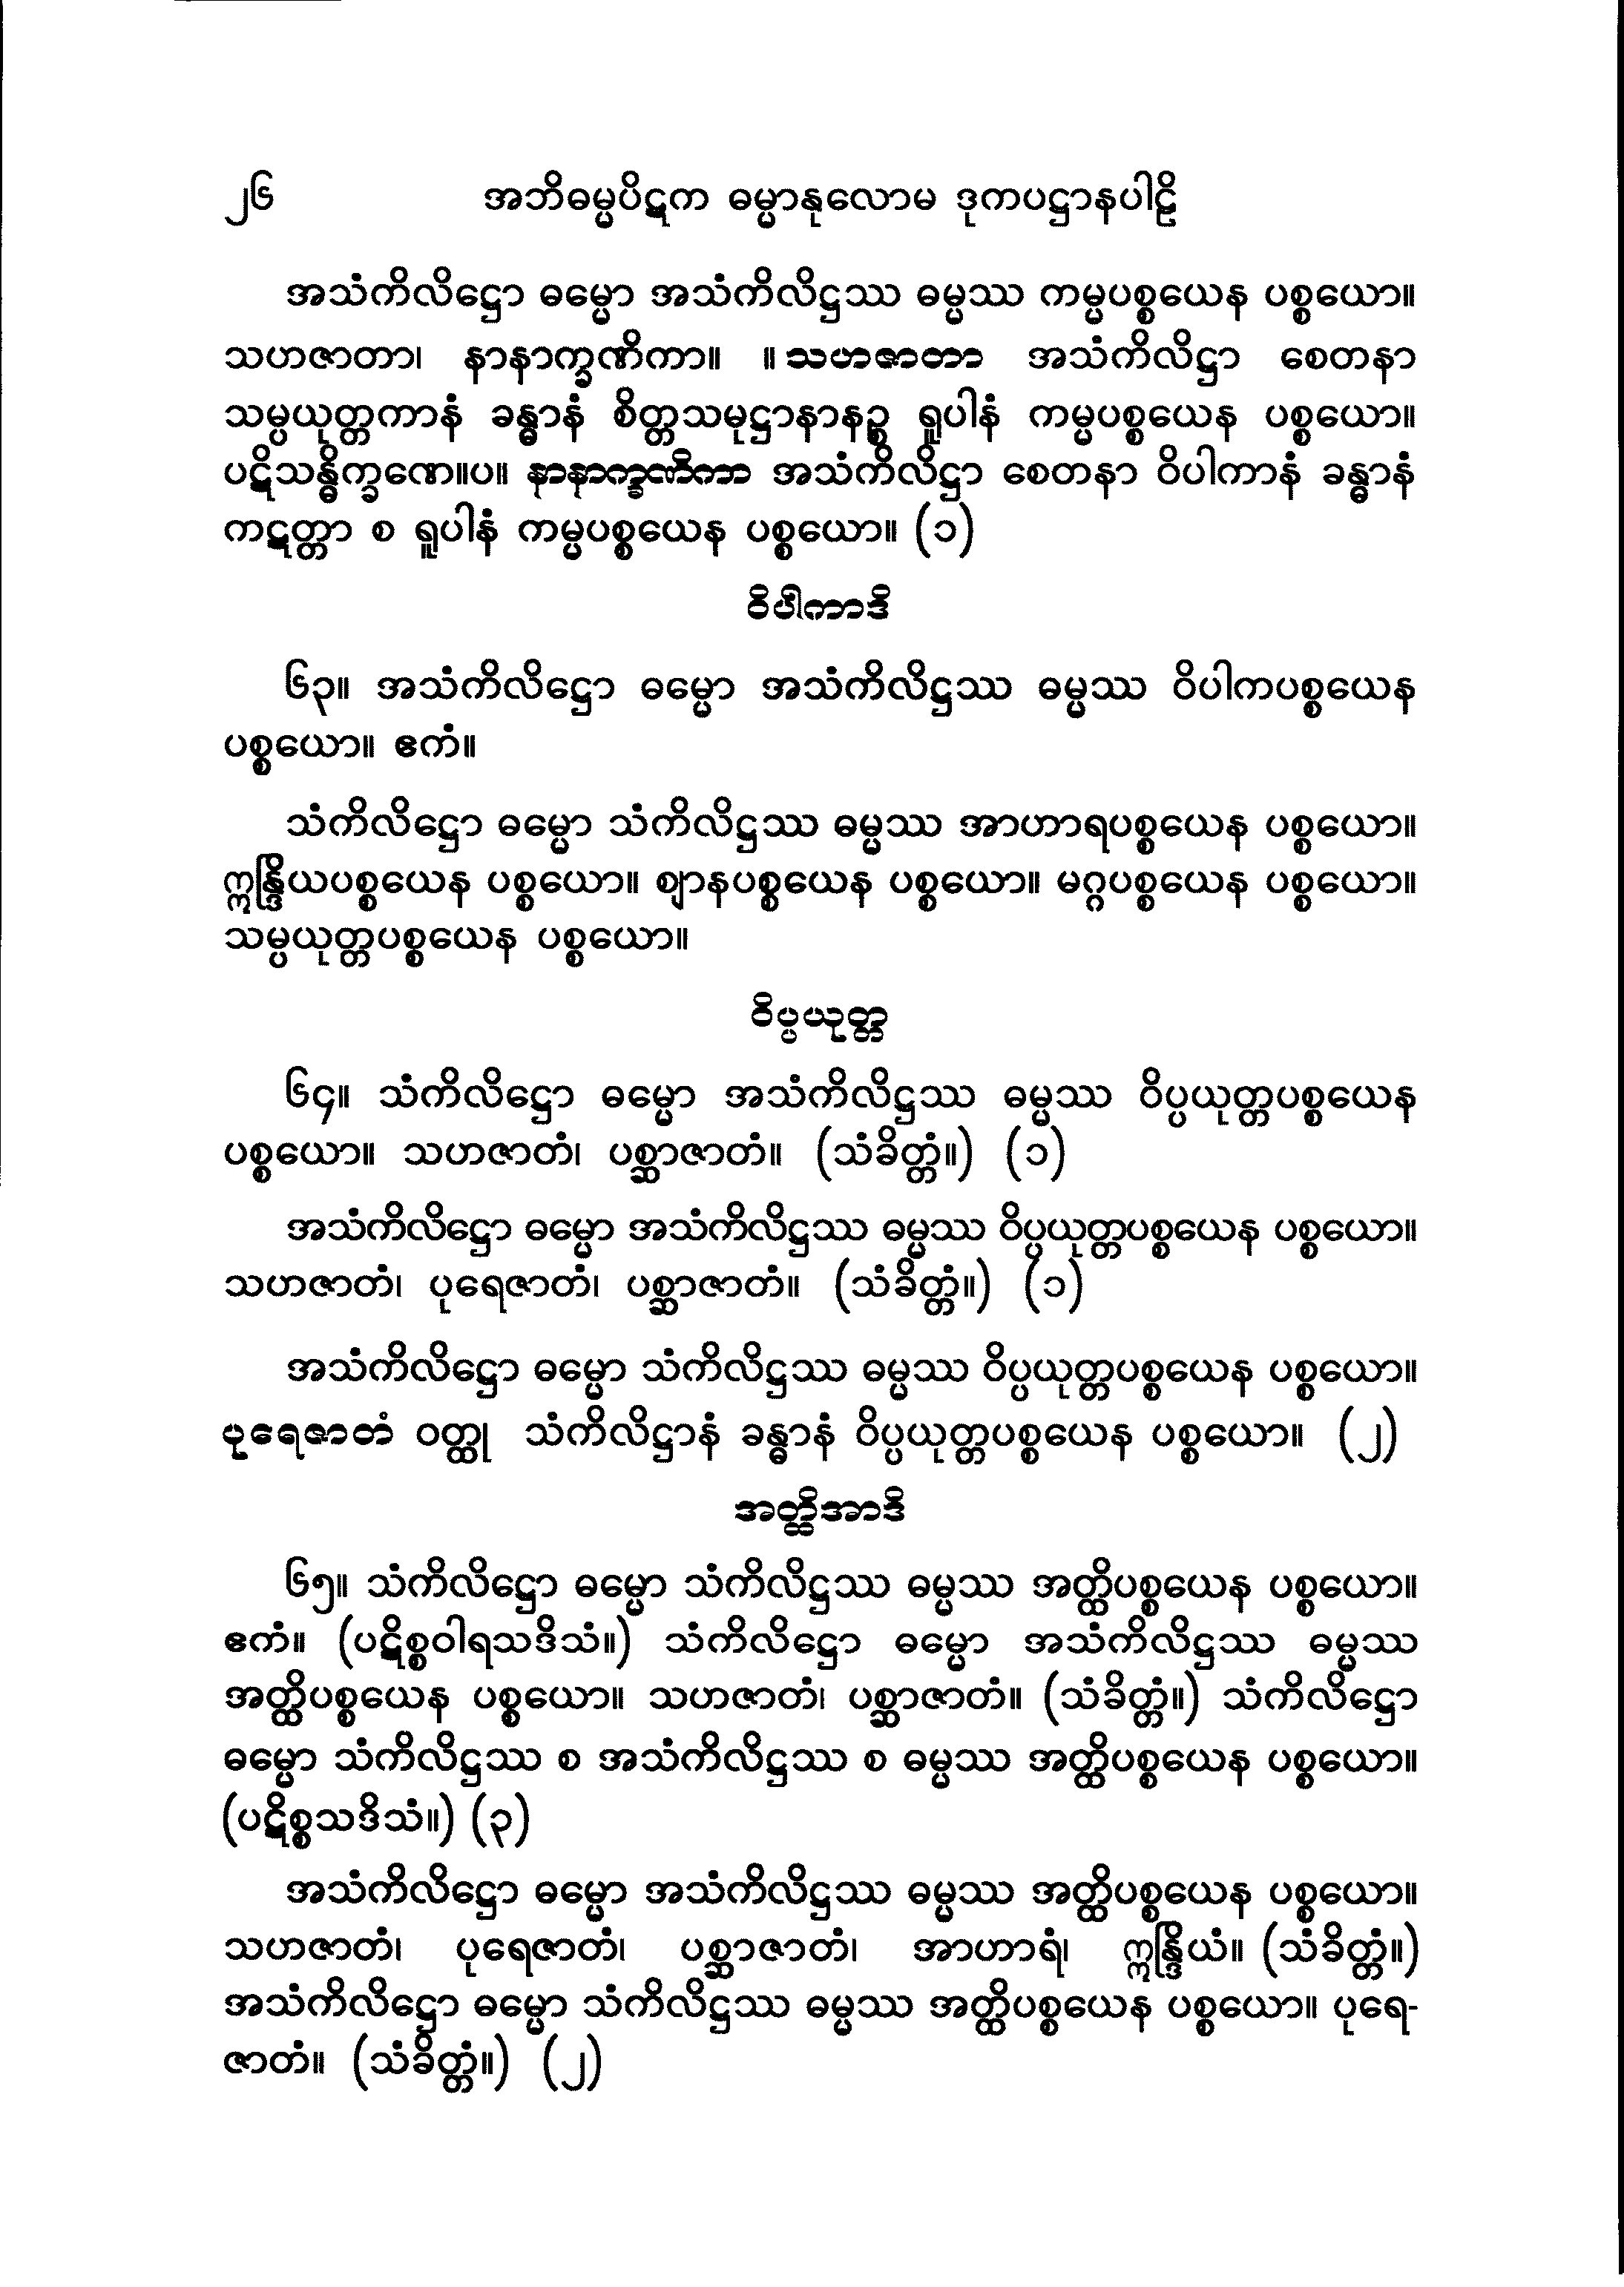 ၂၆ အဘိဓမ္မပိဋက ဓမ္မာနုလောမ ဒုကပဋ္ဌာနပါဠိ
အသံကိလိဋ္ဌော ဓမ္မော အသံကိလိဋ္ဌဿ ဓမ္မဿ ကမ္မပစ္စယေန ပစ္စယော။
သဟဇာတာ၊ နာနာက္ခဏိကာ။ ။ သဟဇာတာ အသံကိလိဋ္ဌာ စေတနာ
သမ္ပယုတ္တကာနံ ခန္ဓာနံ စိတ္တသမုဋ္ဌာနာနဉ္စ ရူပါနံ ကမ္မပစ္စယေန ပစ္စယော။
ပဋိသန္ဓိက္ခဏေ။ပ။ နာနာက္ခဏိကာ အသံကိလိဋ္ဌာ စေတနာ ဝိပါကာနံ ခန္ဓာနံ
ကဋတ္တာ စ ရူပါနံ ကမ္မပစ္စယေန ပစ္စယော။ (၁)
ဝိပါကာဒိ
၆၃။ အသံကိလိဋ္ဌော ဓမ္မော အသံကိလိဋ္ဌဿ ဓမ္မဿ ဝိပါကပစ္စယေန
ပစ္စယော။ ဧကံ။
သံကိလိဋ္ဌော ဓမ္မော သံကိလိဋ္ဌဿ ဓမ္မဿ အာဟာရပစ္စယေန ပစ္စယော။
ဣန္ဒြိယပစ္စယေန ပစ္စယော။ ဈာနပစ္စယေန ပစ္စယော။ မဂ္ဂပစ္စယေန ပစ္စယော။
သမ္ပယုတ္တပစ္စယေန ပစ္စယော။
ဝိပ္ပယုတ္တ
၆၄။ သံကိလိဋ္ဌော ဓမ္မော အသံကိလိဋ္ဌဿ ဓမ္မဿ ဝိပ္ပယုတ္တပစ္စယေန
ပစ္စယော။ သဟဇာတံ၊ ပစ္ဆာဇာတံ။ (သံခိတ္တံ။) (၁)
အသံကိလိဋ္ဌော ဓမ္မော အသံကိလိဋ္ဌဿ ဓမ္မဿ ဝိပ္ပယုတ္တပစ္စယေန ပစ္စယော။
သဟဇာတံ၊ ပုရေဇာတံ၊ ပစ္ဆာဇာတံ။ (သံခိတ္တံ။) (၁)
အသံကိလိဋ္ဌော ဓမ္မော သံကိလိဋ္ဌဿ ဓမ္မဿ ဝိပ္ပယုတ္တပစ္စယေန ပစ္စယော။
ပုရေဇာတံ ဝတ္ထု သံကိလိဋ္ဌာနံ ခန္ဓာနံ ဝိပ္ပယုတ္တပစ္စယေန ပစ္စယော။ (၂)
အတ္ထိအာဒိ
၆၅။ သံကိလိဋ္ဌော ဓမ္မော သံကိလိဋ္ဌဿ ဓမ္မဿ အတ္ထိပစ္စယေန ပစ္စယော။
ဧကံ။ (ပဋိစ္စဝါရသဒိသံ။) သံကိလိဋ္ဌော ဓမ္မော အသံကိလိဋ္ဌဿ ဓမ္မဿ
အတ္ထိပစ္စယေန ပစ္စယော။ သဟဇာတံ၊ ပစ္ဆာဇာတံ။ (သံခိတ္တံ။) သံကိလိဋ္ဌော
ဓမ္မော သံကိလိဋ္ဌဿ စ အသံကိလိဋ္ဌဿ စ ဓမ္မဿ အတ္ထိပစ္စယေန ပစ္စယော။
(ပဋိစ္စသဒိသံ။) (၃)
အသံကိလိဋ္ဌော ဓမ္မော အသံကိလိဋ္ဌဿ ဓမ္မဿ အတ္ထိပစ္စယေန ပစ္စယော။
သဟဇာတံ၊ ပုရေဇာတံ၊ ပစ္ဆာဇာတံ၊ အာဟာရံ၊ ဣန္ဒြိယံ။ (သံခိတ္တံ။)
အသံကိလိဋ္ဌော ဓမ္မော သံကိလိဋ္ဌဿ ဓမ္မဿ အတ္ထိပစ္စယေန ပစ္စယော။ ပုရေ-
ဇာတံ။ (သံခိတ္တံ။) (၂)